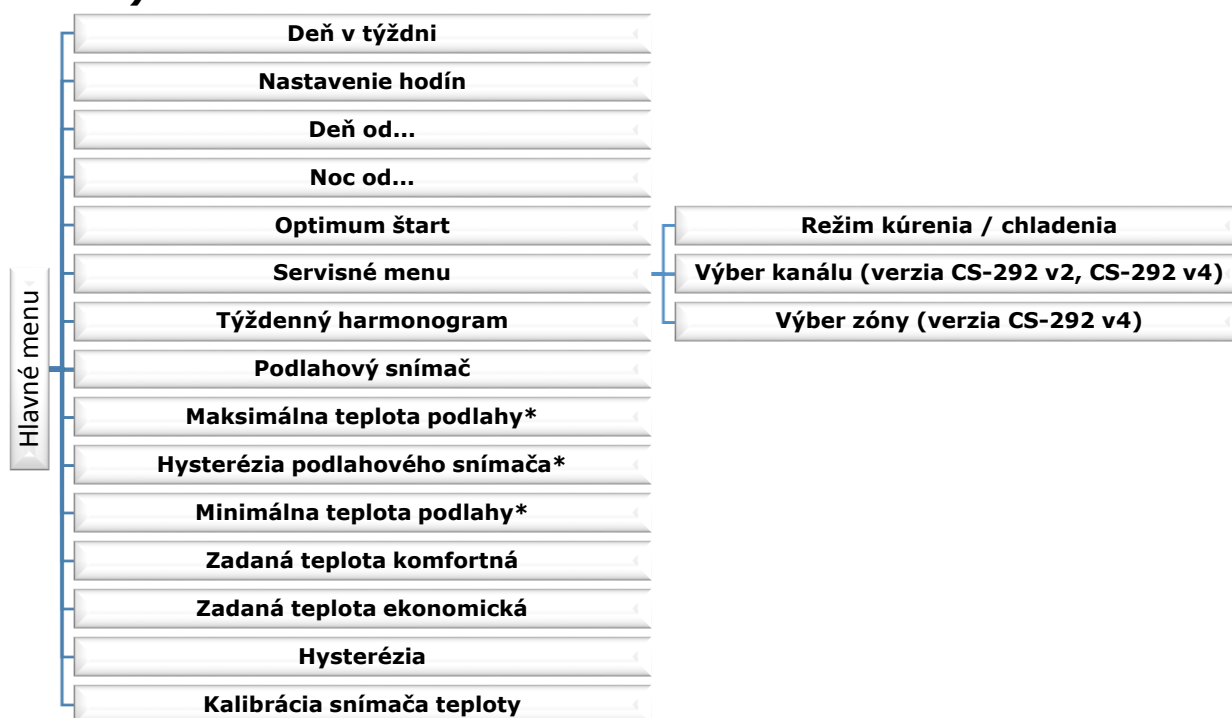 Deň v týždni
Nastavenie hodín
Deň od...
Noc od...
Optimum štart
Servisné menu
Týždenný harmonogram
Podlahový snímač
Maksimálna teplota podlahy*
Hysterézia podlahového snímača*
Minimálna teplota podlahy*
Zadaná teplota komfortná
Zadaná teplota ekonomická
Hysterézia
Kalibrácia snímača teploty
Hlavné menu
Režim kúrenia / chladenia
Výber kanálu (verzia CS-292 v2, CS-292 v4)
Výber zóny (verzia CS-292 v4)